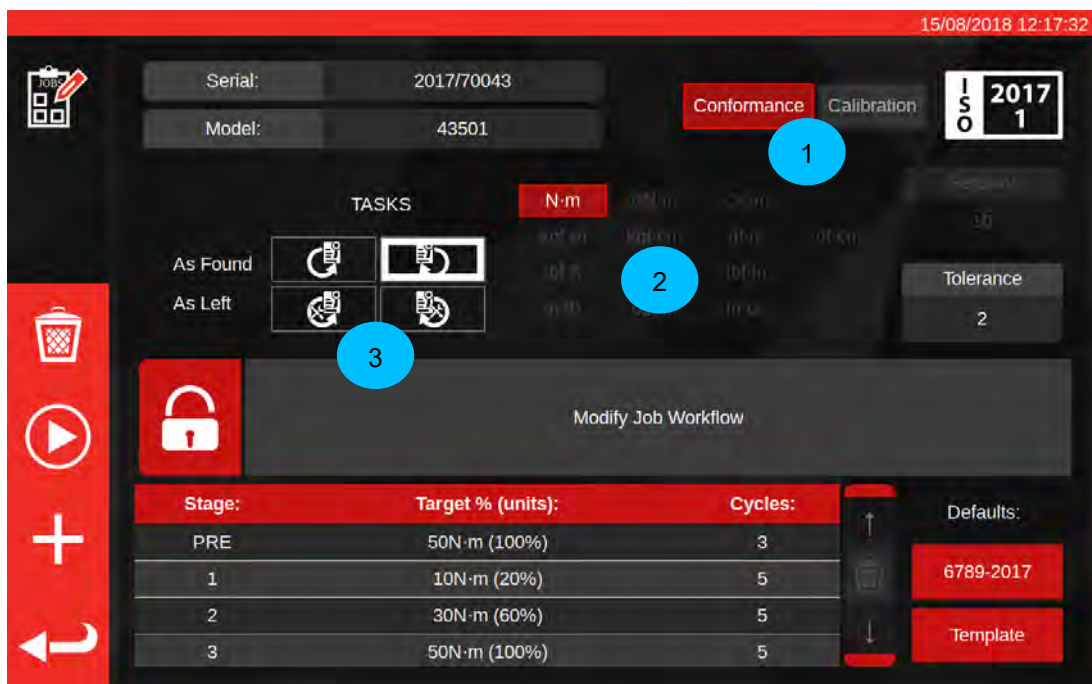 15/08/2018 12:17:32
JOBS
Serial: 2017/70043
Conformance Calibration
ISO 2017 1
Model: 43501
1
TASKS
N·m
As Found
2
Tolerance
As Left
2
3
Modify Job Workflow
Stage: Target % (units): Cycles:
Defaults:
PRE 50N·m (100%) 3
1 10N·m (20%) 5
6789-2017
2 30N·m (60%) 5
Template
3 50N·m (100%) 5